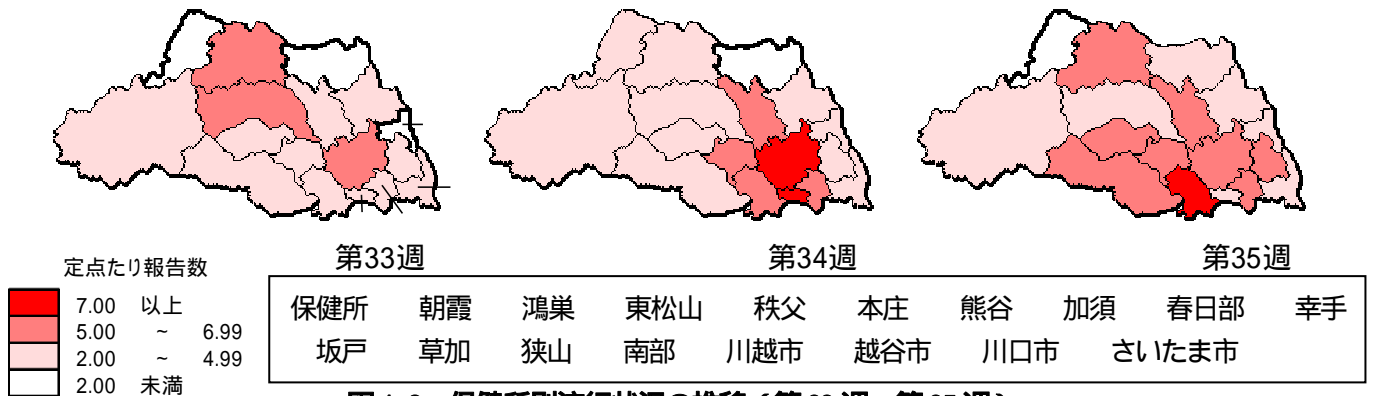 第33週 第34週 第35週
定点たり報告数
7.00 以上
5.00 ~ 6.99
2.00 ~ 4.99
2.00 未満
保健所 朝霞 鴻巣 東松山 秩父 本庄 熊谷 加須 春日部 幸手
坂戸 草加 狭山 南部 川越市 越谷市 川口市 さいたま市